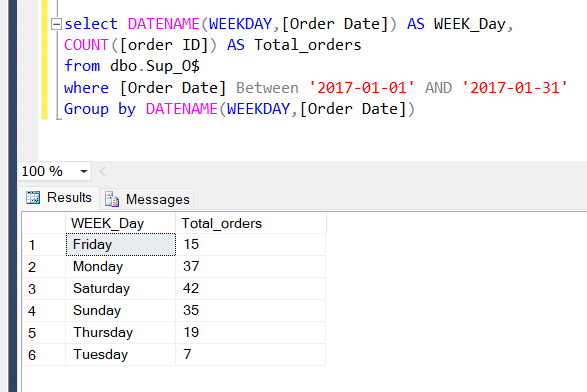 select DATENAME(WEEKDAY,[Order Date]) AS WEEK_Day,
COUNT([order ID]) AS Total_orders
from dbo.Sup_O$
where [Order Date] Between '2017-01-01' AND '2017-01-31'
Group by DATENAME(WEEKDAY,[Order Date])
100 %
Results Messages
WEEK_Day Total_orders
1 Friday 15
2 Monday 37
3 Saturday 42
4 Sunday 35
5 Thursday 19
6 Tuesday 7